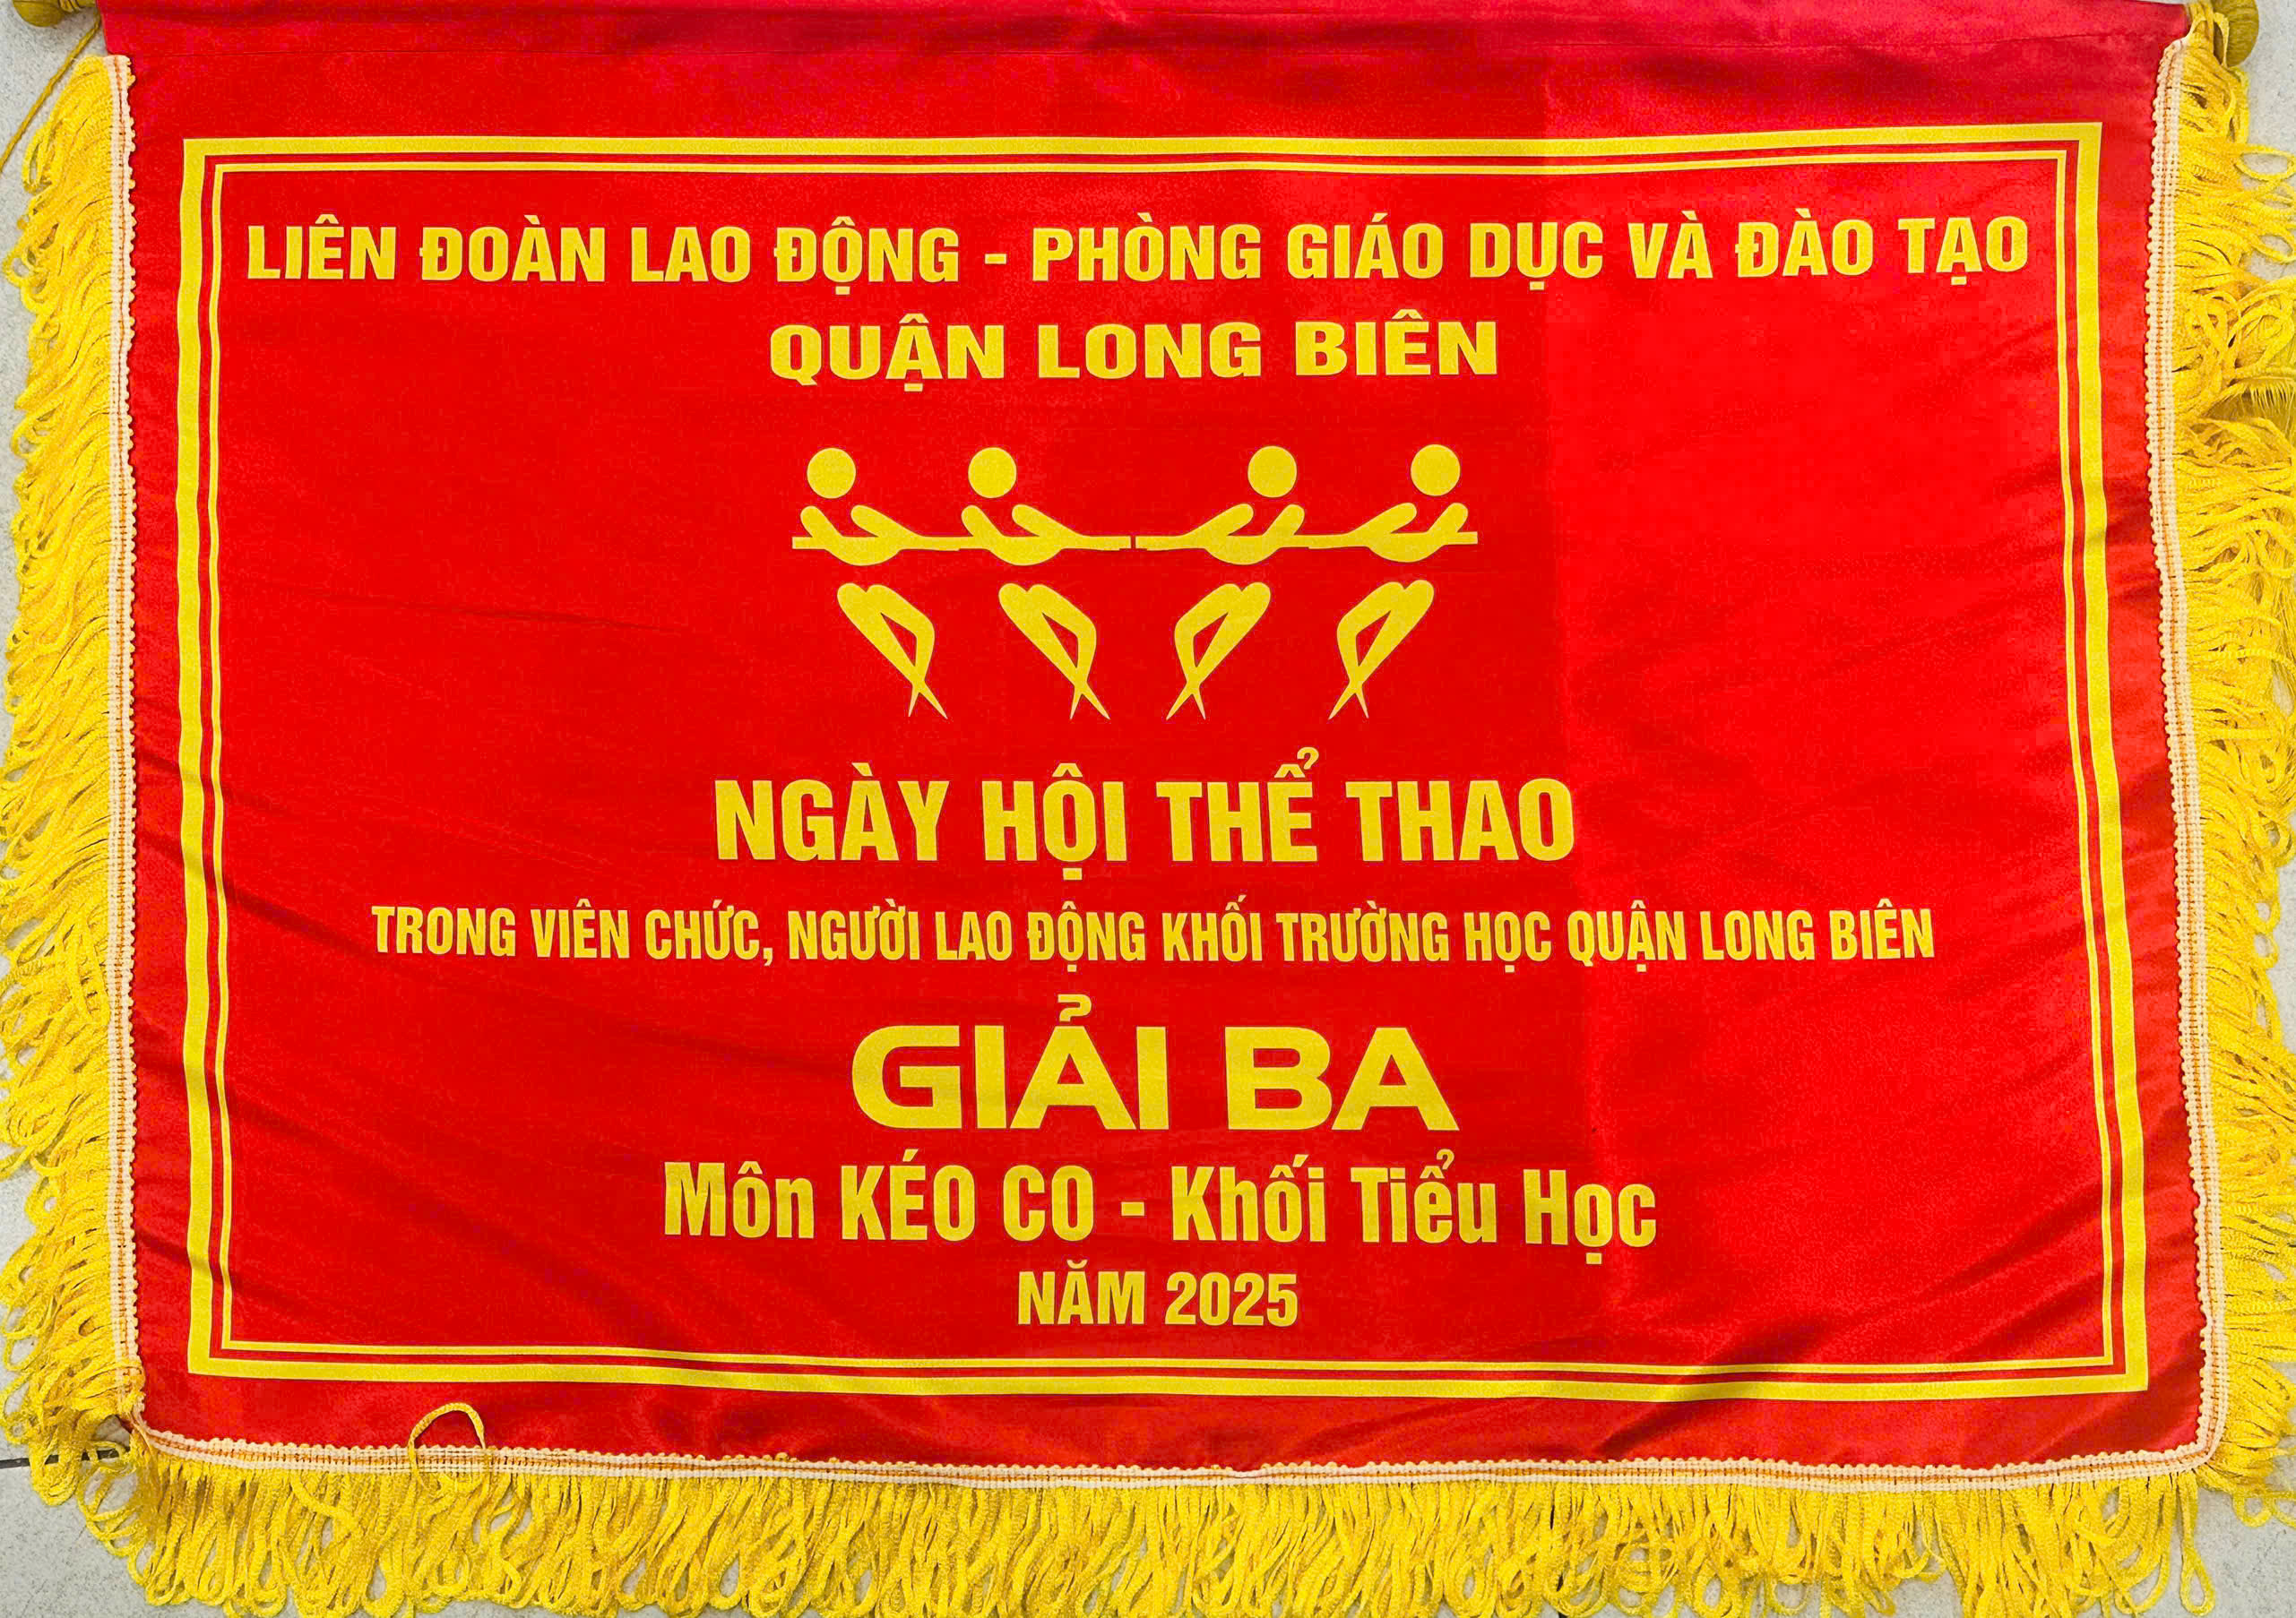 LIÊN ĐOÀN LAO ĐỘNG - PHÒNG GIÁO DỤC VÀ ĐÀO TẠO
QUẬN LONG BIÊN
NGÀY HỘI THỂ THAO
TRONG VIÊN CHỨC, NGƯỜI LAO ĐỘNG KHỐI TRƯỜNG HỌC QUẬN LONG BIÊN
GIẢI BA
Môn KÉO CO - Khối Tiểu Học
NĂM 2025